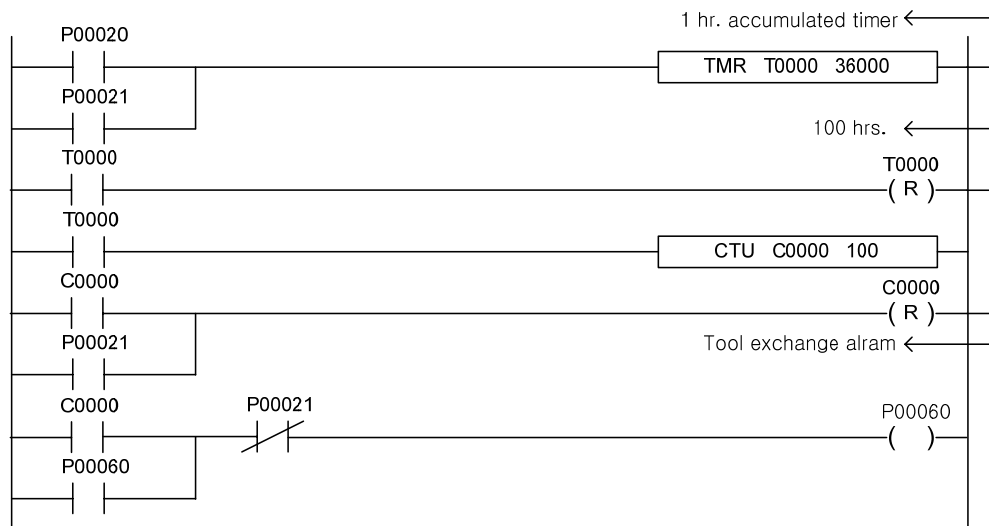 1 hr. accumulated timer
P00020
TMR T0000 36000
P00021
100 hrs.
T0000
T0000
( R )
T0000
CTU C0000 100
C0000
C0000
( R )
P00021
Tool exchange alram
C0000
P00021
P00060
( )
P00060